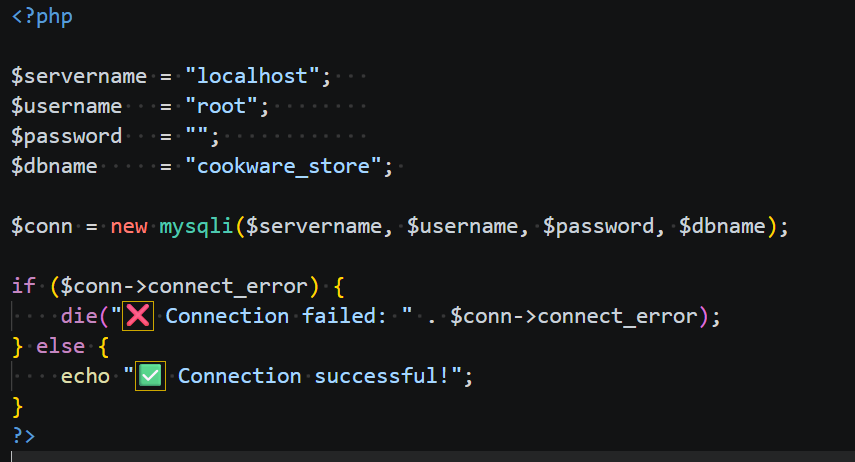 <?php
$servername = "localhost";
$username   = "root";
$password   = "";
$dbname     = "cookware_store";
$conn = new mysqli($servername, $username, $password, $dbname);
if ($conn->connect_error) {
    die("❌ Connection failed: " . $conn->connect_error);
} else {
    echo "✅ Connection successful!";
}
?>